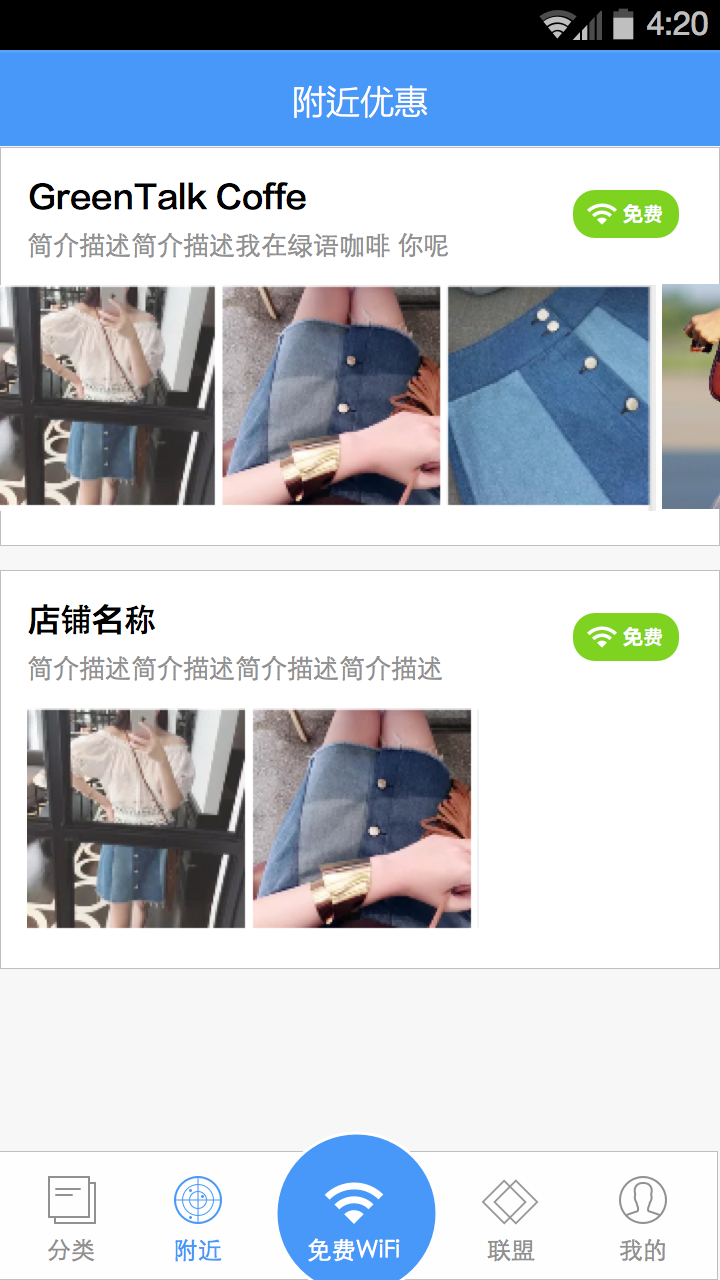 4:20
附近优惠
GreenTalk Coffe
免费
简介描述简介描述我在绿语咖啡 你呢
店铺名称
免费
简介描述简介描述简介描述简介描述
分类
附近
免费WiFi
联盟
我的